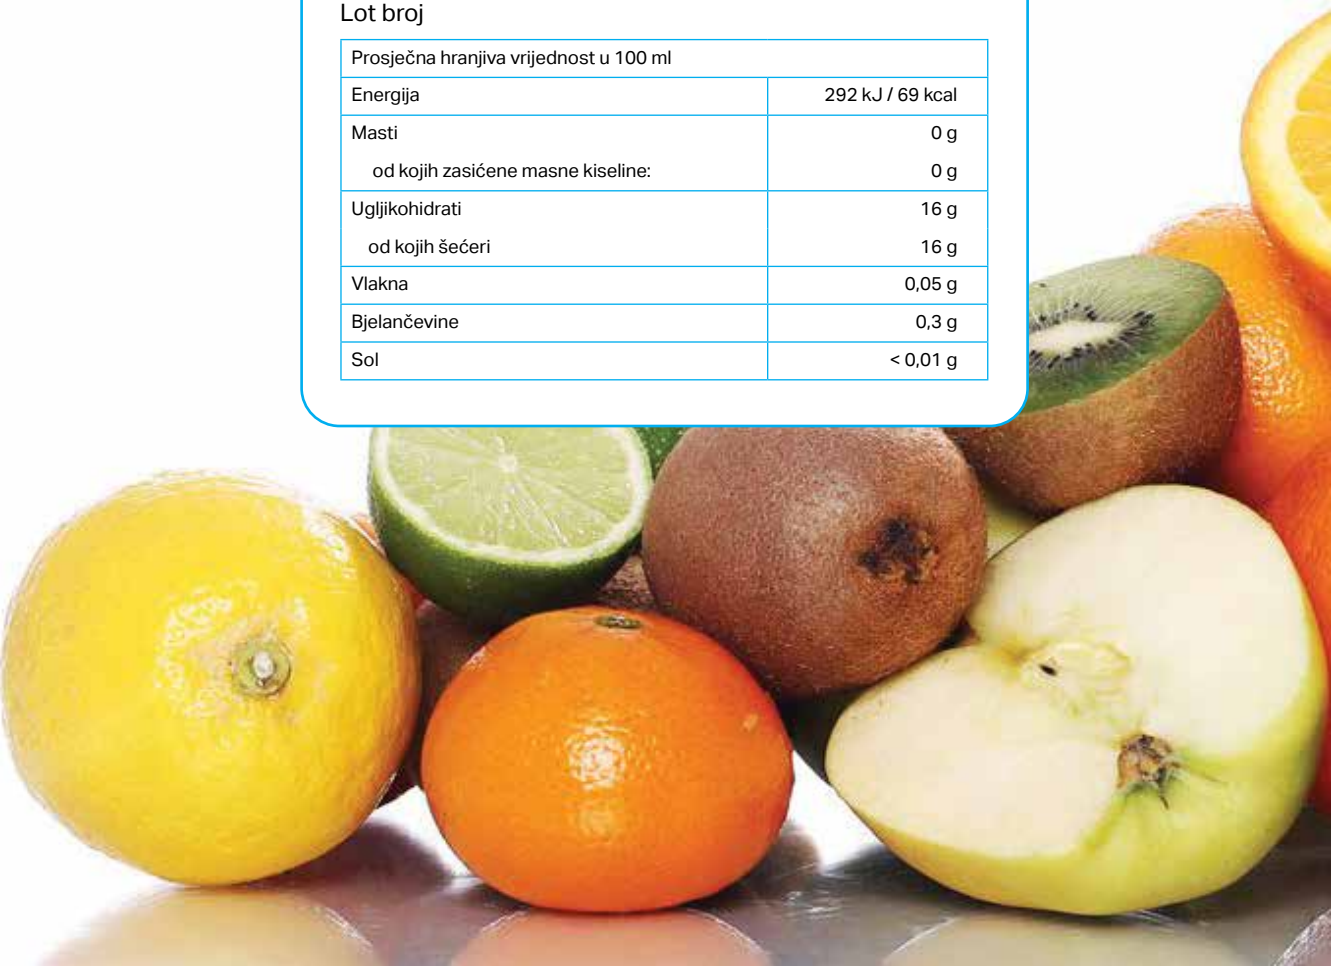 Lot broj
Prosječna hranjiva vrijednost u 100 ml
Energija 292 kJ / 69 kcal
Masti 0 g
od kojih zasićene masne kiseline: 0 g
Ugljikohidrati 16 g
od kojih šećeri 16 g
Vlakna 0,05 g
Bjelančevine 0,3 g
Sol < 0,01 g